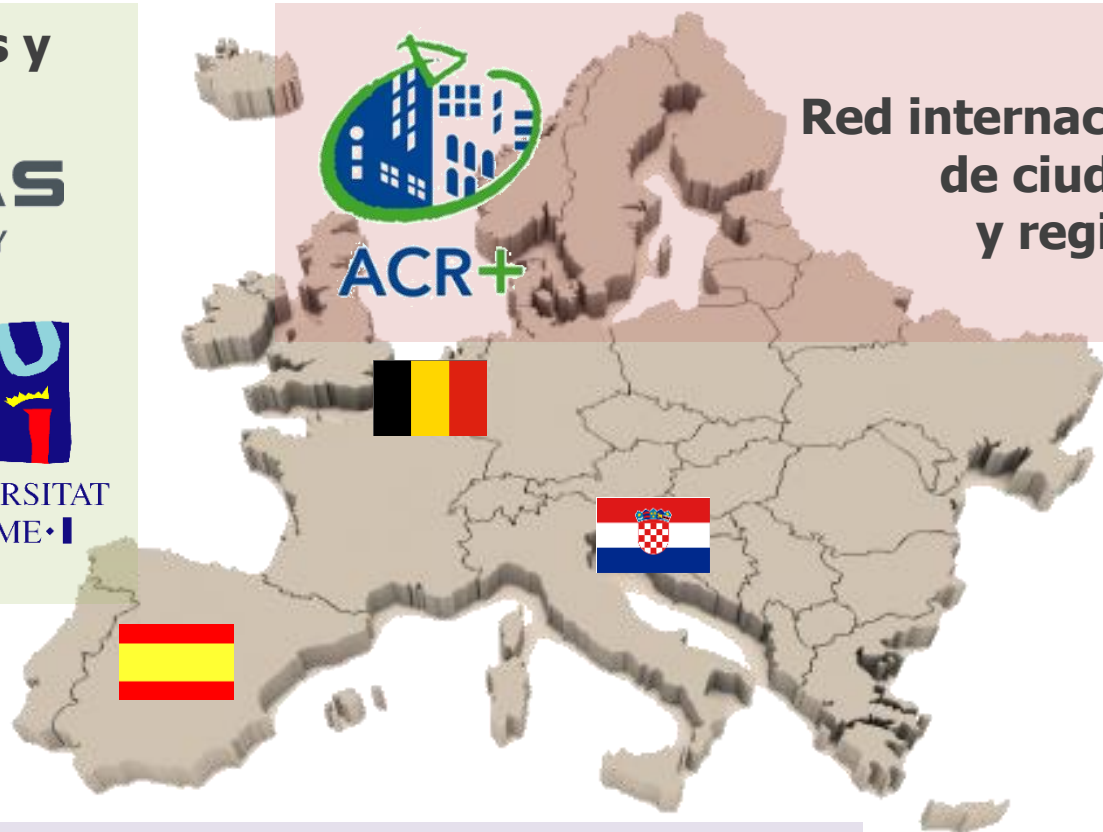 s y
AS
Y
RSITAT
ME·I
ACR+
Red internac
de ciud
y regi